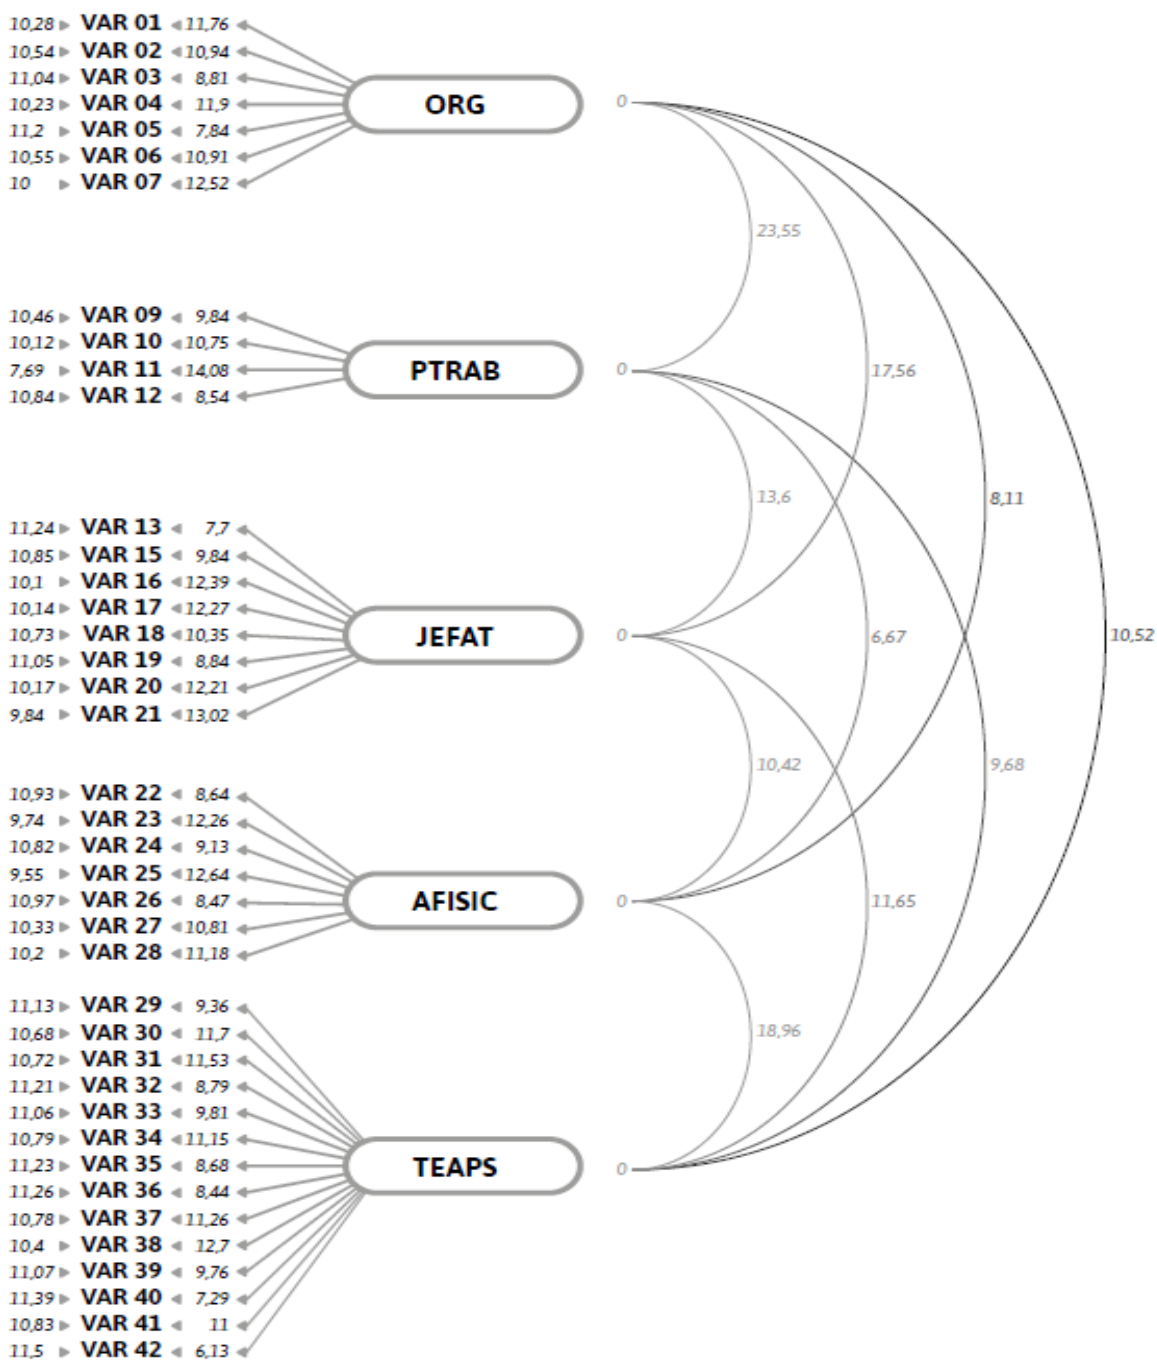 10,28 VAR 01 11,76
10,54 VAR 02 10,94
11,04 VAR 03 8,81
10,23 VAR 04 11,9
11,2 VAR 05 7,84
10,55 VAR 06 10,91
10 VAR 07 12,52
ORG
0
23,55
10,46 VAR 09 9,84
10,12 VAR 10 10,75
7,69 VAR 11 14,08
10,84 VAR 12 8,54
PTRAB
0
17,56
13,6
8,11
11,24 VAR 13 7,7
10,85 VAR 15 9,84
10,1 VAR 16 12,39
10,14 VAR 17 12,27
10,73 VAR 18 10,35
11,05 VAR 19 8,84
10,17 VAR 20 12,21
9,84 VAR 21 13,02
JEFAT
0
6,67
10,52
10,42
9,68
10,93 VAR 22 8,64
9,74 VAR 23 12,26
10,82 VAR 24 9,13
9,55 VAR 25 12,64
10,97 VAR 26 8,47
10,33 VAR 27 10,81
10,2 VAR 28 11,18
AFISIC
0
11,65
18,96
11,13 VAR 29 9,36
10,68 VAR 30 11,7
10,72 VAR 31 11,53
11,21 VAR 32 8,79
11,06 VAR 33 9,81
10,79 VAR 34 11,15
11,23 VAR 35 8,68
11,26 VAR 36 8,44
10,78 VAR 37 11,26
10,4 VAR 38 12,7
11,07 VAR 39 9,76
11,39 VAR 40 7,29
10,83 VAR 41 11
11,5 VAR 42 6,13
TEAPS
0